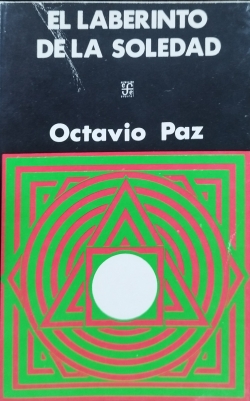 EL LABERINTO
DE LA SOLEDAD
Octavio Paz